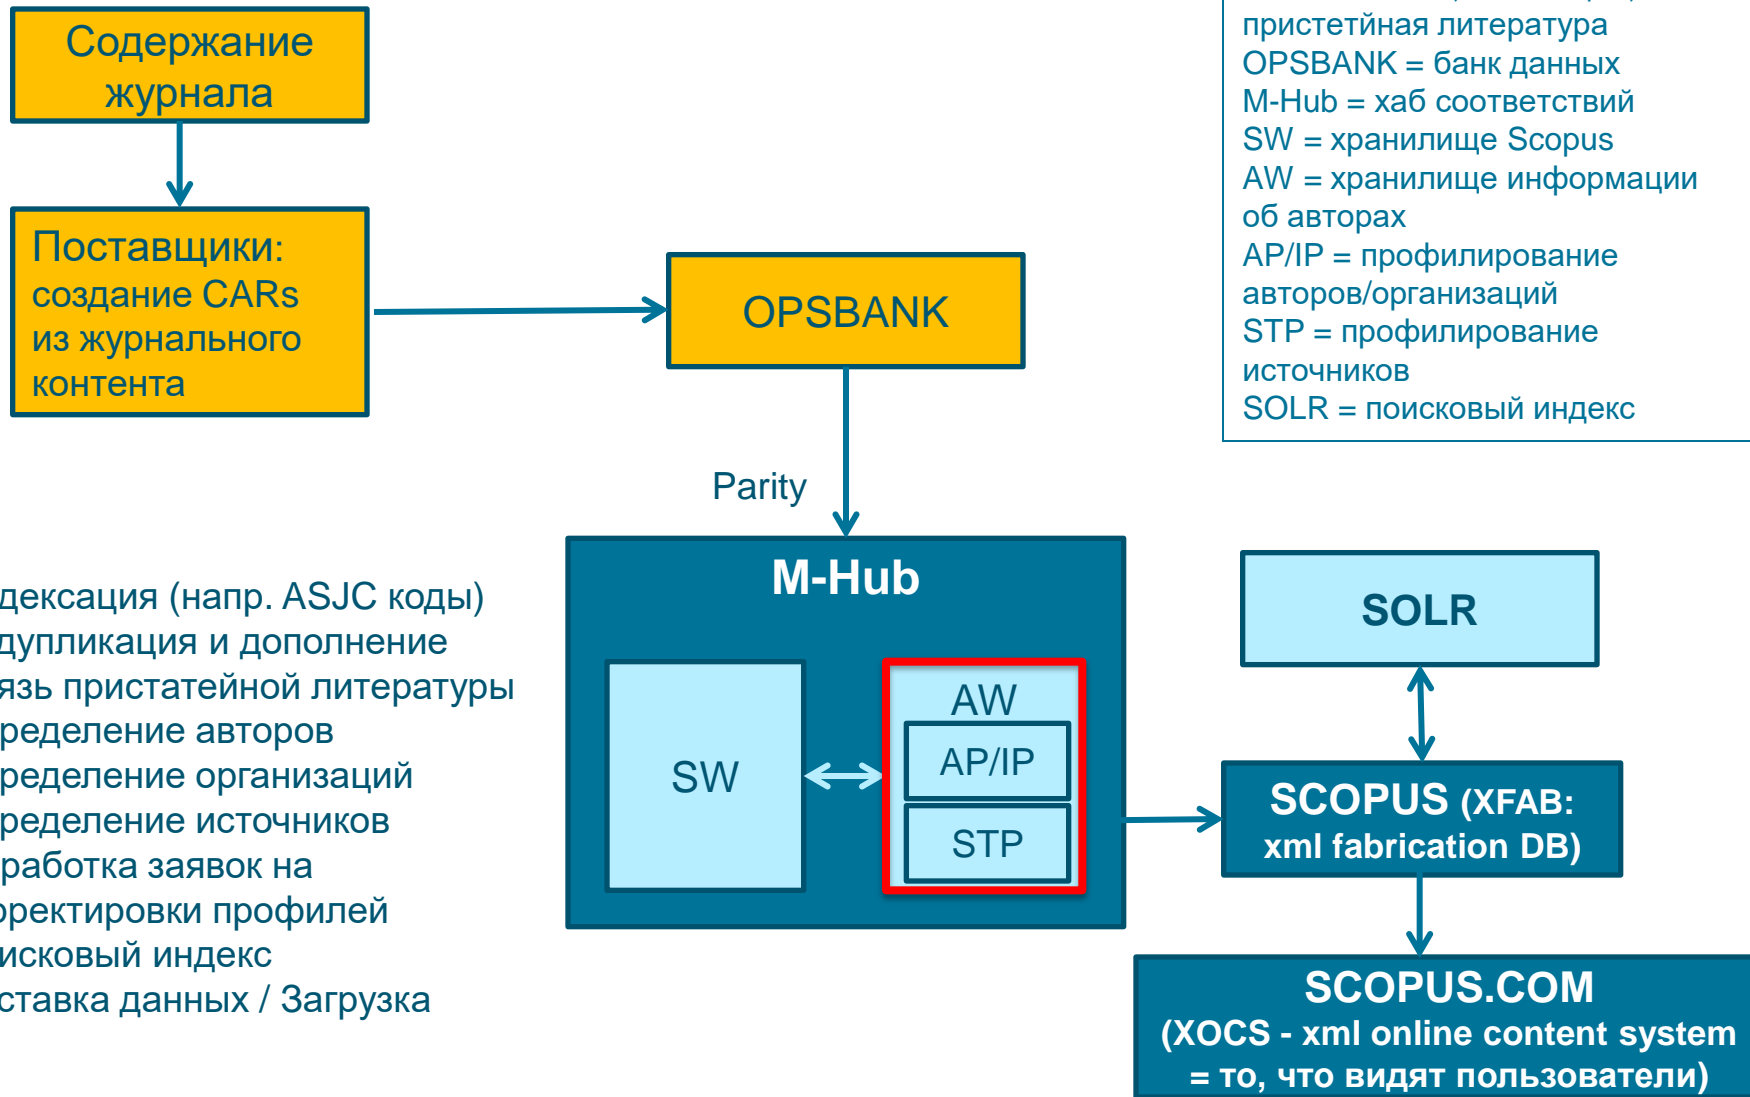 Содержание
журнала
пристетйная литература
OPSBANK = банк данных
M-Hub = хаб соответствий
SW = хранилище Scopus
AW = хранилище информации
об авторах
AP/IP = профилирование
авторов/организаций
STP = профилирование
источников
SOLR = поисковый индекс
Поставщики:
создание CARs
из журнального
контента
OPSBANK
Parity
M-Hub
SW
AW
AP/IP
STP
SOLR
SCOPUS (XFAB:
xml fabrication DB)
SCOPUS.COM
(XOCS - xml online content system
= то, что видят пользователи)
дексация (напр. ASJC коды)
дупликация и дополнение
язь пристатейной литературы
ределение авторов
ределение организаций
ределение источников
работка заявок на
рректировки профилей
исковый индекс
ставка данных / Загрузка